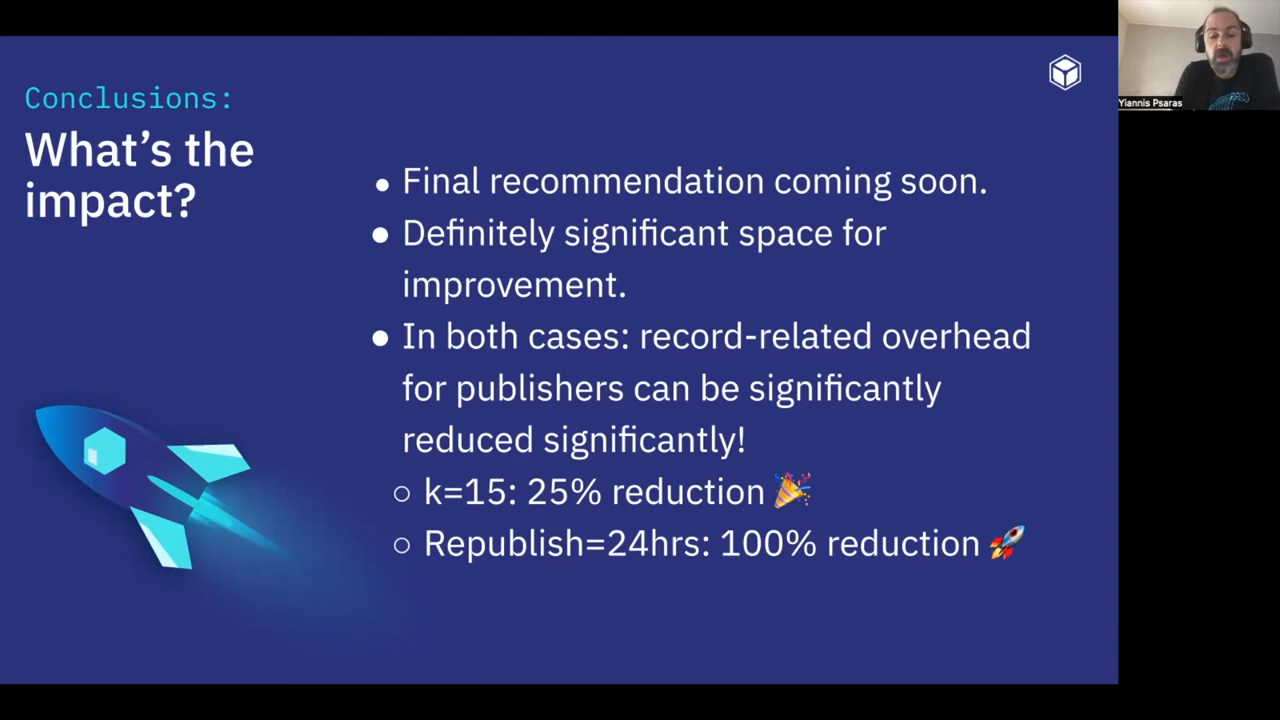 Conclusions:
What’s the
impact?
● Final recommendation coming soon.
● Definitely significant space for
improvement.
● In both cases: record-related overhead
for publishers can be significantly
reduced significantly!
○ k=15: 25% reduction 🎉
○ Republish=24hrs: 100% reduction 🚀
Yiannis Psaras